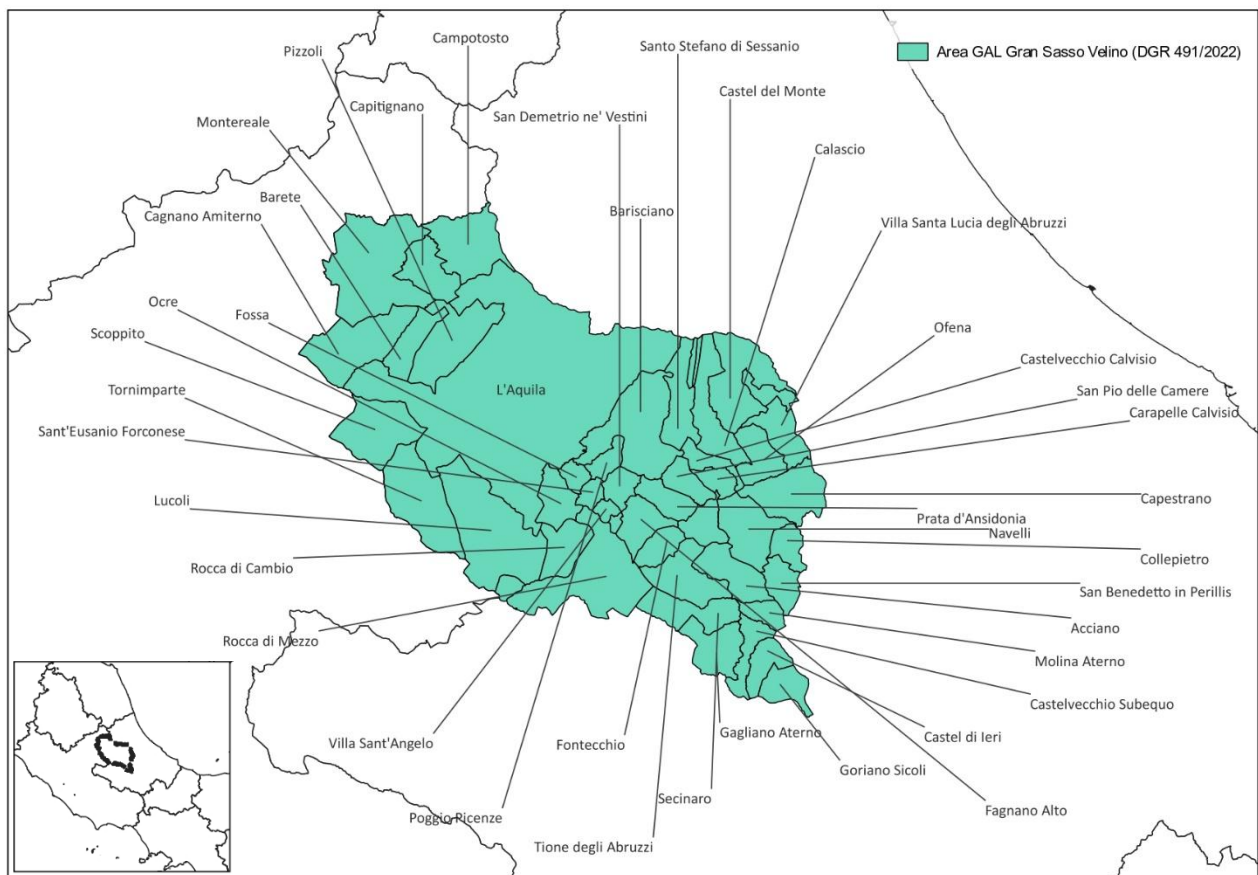 Campotosto
Santo Stefano di Sessanio
Area GAL Gran Sasso Velino (DGR 491/2022)
Pizzoli
Castel del Monte
Capitignano
San Demetrio ne' Vestini
Montereale
Calascio
Barete
Barisciano
Cagnano Amiterno
Villa Santa Lucia degli Abruzzi
Ocre
Fossa
Ofena
Scoppito
Castelvecchio Calvisio
Tornimparte
L'Aquila
San Pio delle Camere
Carapelle Calvisio
Sant'Eusanio Forconese
Lucoli
Capestrano
Prata d'Ansidonia
Navelli
Collepietro
Rocca di Cambio
San Benedetto in Perillis
Acciano
Rocca di Mezzo
Molina Aterno
Castelvecchio Subequo
Villa Sant'Angelo
Fontecchio
Gagliano Aterno
Castel di Ieri
Goriano Sicoli
Secinaro
Fagnano Alto
Poggio Picenze
Tione degli Abruzzi